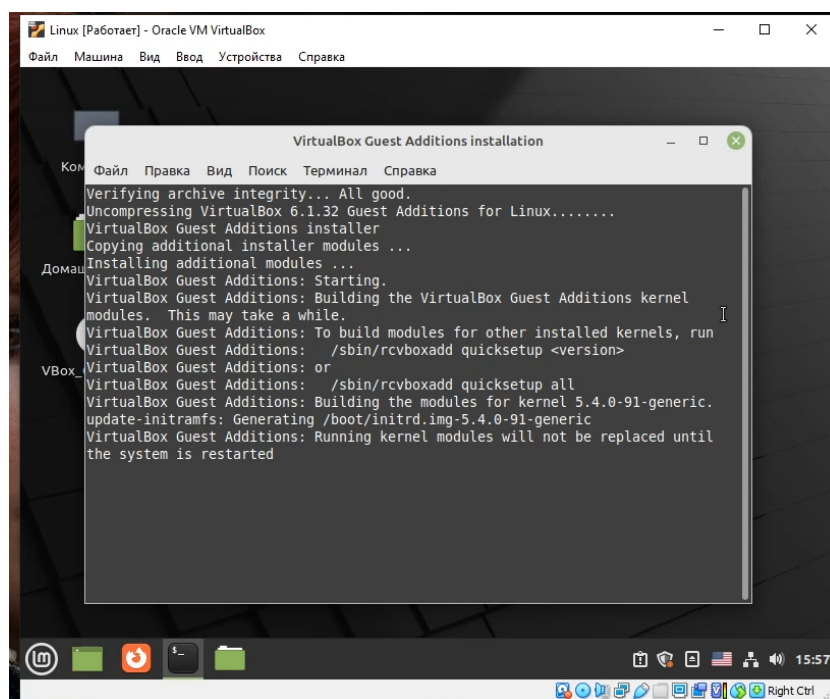 Linux [Работает] - Oracle VM VirtualBox
Файл Машина Вид Ввод Устройства Справка
VirtualBox Guest Additions installation
Ком
Файл Правка Вид Поиск Терминал Справка
Verifying archive integrity... All good.
Uncompressing VirtualBox 6.1.32 Guest Additions for Linux........
VirtualBox Guest Additions installer
Copying additional installer modules ...
Installing additional modules ...
Домаш
VirtualBox Guest Additions: Starting.
VirtualBox Guest Additions: Building the VirtualBox Guest Additions kernel
modules.  This may take a while.
VirtualBox Guest Additions: To build modules for other installed kernels, run
VirtualBox Guest Additions:   /sbin/rcvboxadd quicksetup <version>
VBox_
VirtualBox Guest Additions: or
VirtualBox Guest Additions:   /sbin/rcvboxadd quicksetup all
VirtualBox Guest Additions: Building the modules for kernel 5.4.0-91-generic.
update-initramfs: Generating /boot/initrd.img-5.4.0-91-generic
VirtualBox Guest Additions: Running kernel modules will not be replaced until
the system is restarted
15:57
Right Ctrl